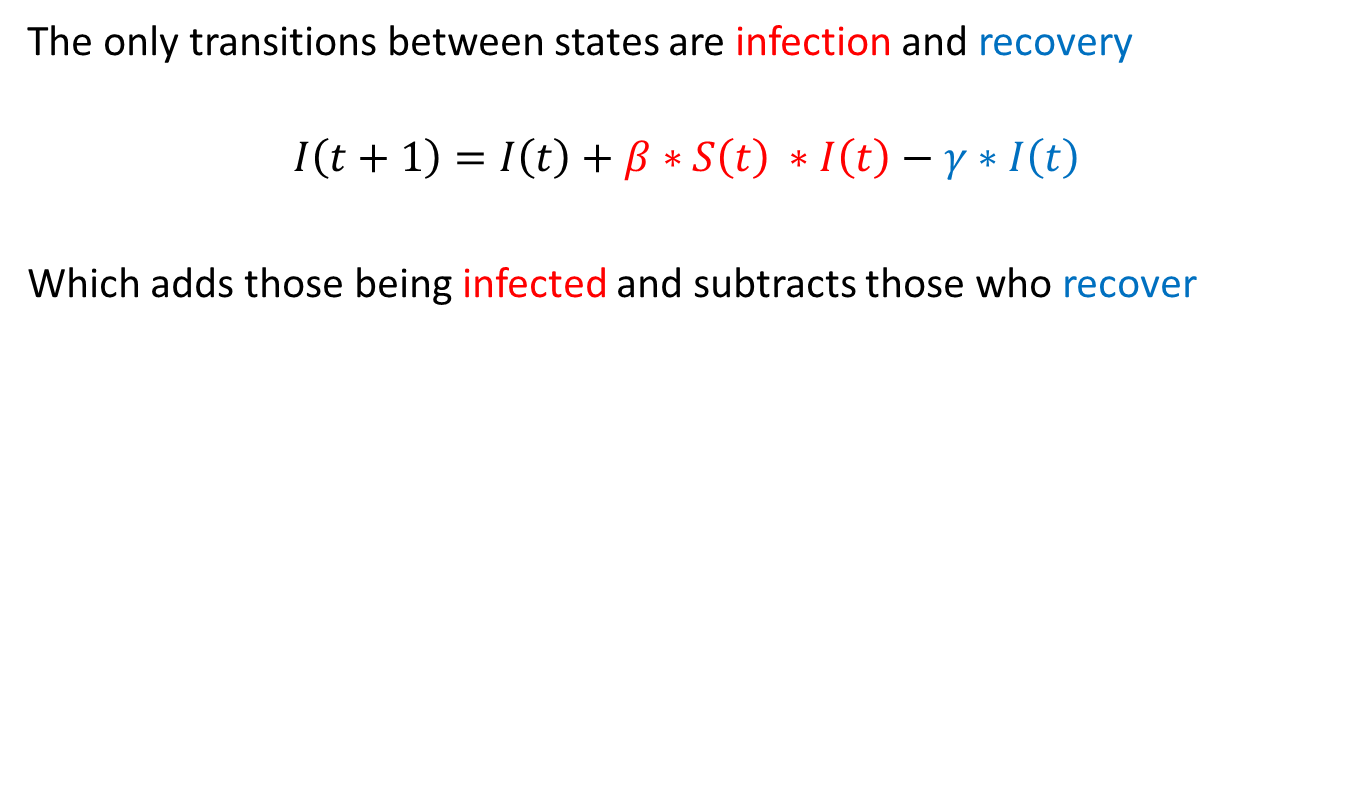 The only transitions between states are infection and recovery
I(t + 1) = I(t) + β ∗ S(t) ∗ I(t) − γ ∗ I(t)
Which adds those being infected and subtracts those who recover